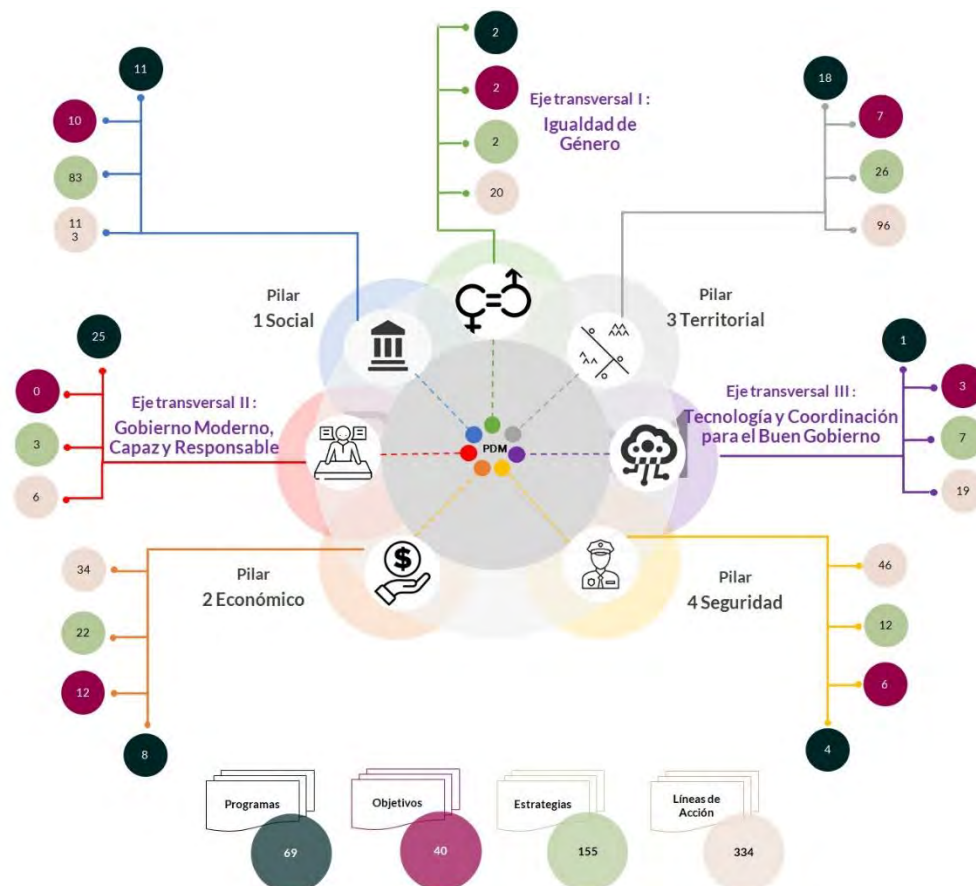 2
11
18
2
Eje transversal I :
Igualdad de
Género
10
7
2
83
26
20
11
3
96
Pilar
1 Social
Pilar
3 Territorial
25
1
0
3
Eje transversal II :
Gobierno Moderno,
Capaz y Responsable
Eje transversal III :
Tecnología y Coordinación
para el Buen Gobierno
3
7
PDM
6
19
$
34
46
Pilar
2 Económico
Pilar
4 Seguridad
22
12
12
6
8
4
Programas
Objetivos
Estrategias
Líneas de
Acción
69
40
155
334